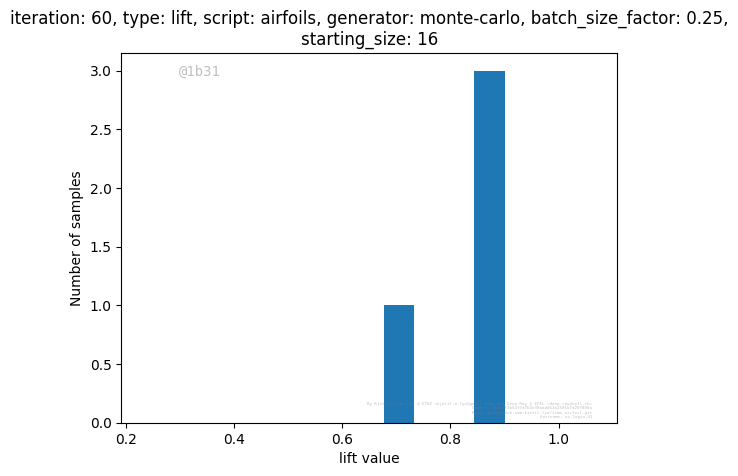 iteration: 60, type: lift, script: airfoils, generator: monte-carlo, batch_size_factor: 0.25,
starting_size: 16
@1b31
3.0
2.5
2.0
1.5
1.0
0.5
0.0
Number of samples
0.2 0.4 0.6 0.8 1.0
lift value